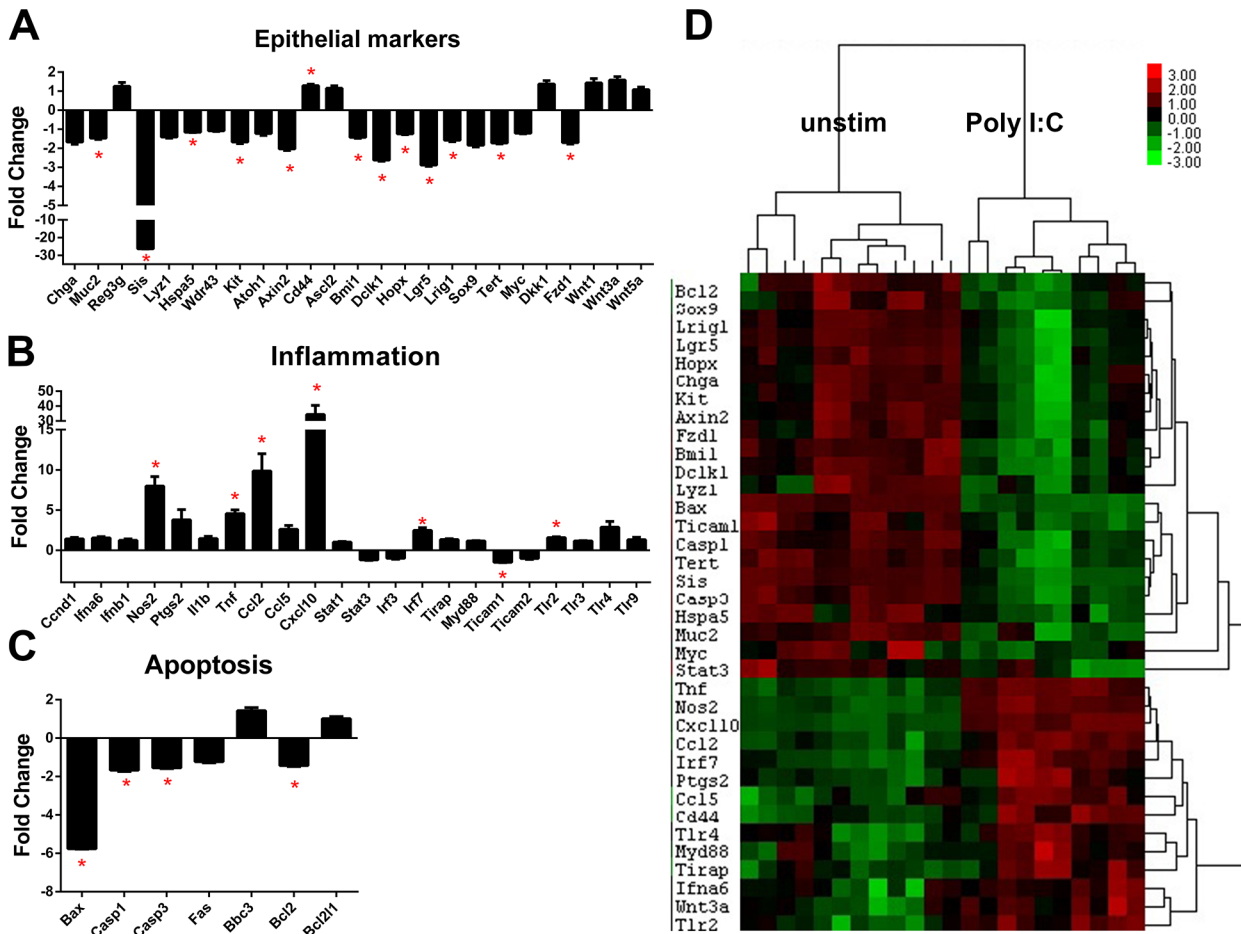 A
Epithelial markers
Fold Change
2
1
0
-1
-2
-3
-4
-5
-10
-20
-30
*
Chga
Muc2
Reg3g
Sis
Lyz1
Hspa5
Wdr43
Kit
Atoh1
Axin2
Cd44
Ascl2
Bmi1
Dclk1
Hopx
Lgr5
Lrig1
Sox9
Tert
Myc
Dkk1
Fzd1
Wnt1
Wnt3a
Wnt5a
B
Inflammation
Fold Change
50
40
30
15
10
5
0
Ccnd1
Ifna6
Ifnb1
Nos2
Ptgs2
Il1b
Tnf
Ccl2
Ccl5
Cxcl10
Stat1
Stat3
Irf3
Irf7
Tirap
Myd88
Ticam1
Ticam2
Tlr2
Tlr3
Tlr4
Tlr9
C
Apoptosis
Fold Change
2
0
-2
-4
-6
-8
Bax
Casp1
Casp3
Fas
Bbc3
Bcl2
Bcl2l1
D
unstim
Poly I:C
3.00
2.00
1.00
0.00
-1.00
-2.00
-3.00
Bcl2
Sox9
Lrig1
Lgr5
Hopx
Chga
Kit
Axin2
Fzd1
Bmi1
Dclk1
Lyz1
Bax
Ticam1
Casp1
Tert
Sis
Casp3
Hspa5
Muc2
Myc
Stat3
Tnf
Nos2
Cxcl10
Ccl2
Irf7
Ptgs2
Ccl5
Cd44
Tlr4
Myd88
Tirap
Ifna6
Wnt3a
Tlr2